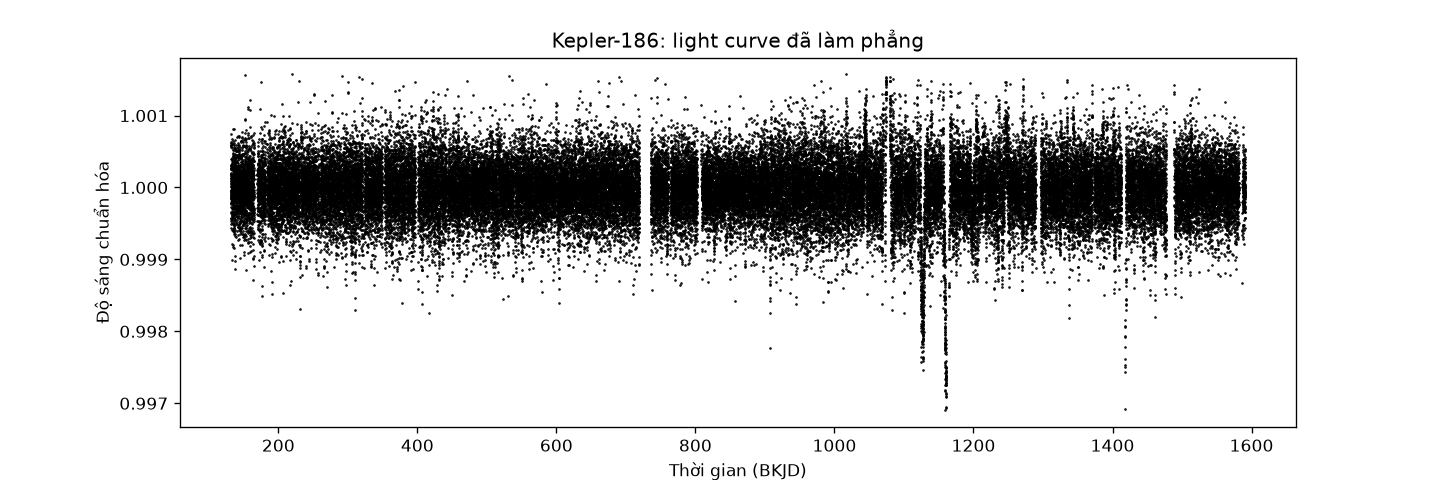 Kepler-186: light curve đã làm phẳng
Độ sáng chuẩn hóa
1.001
1.000
0.999
0.998
0.997
200 400 600 800 1000 1200 1400 1600
Thời gian (BKJD)